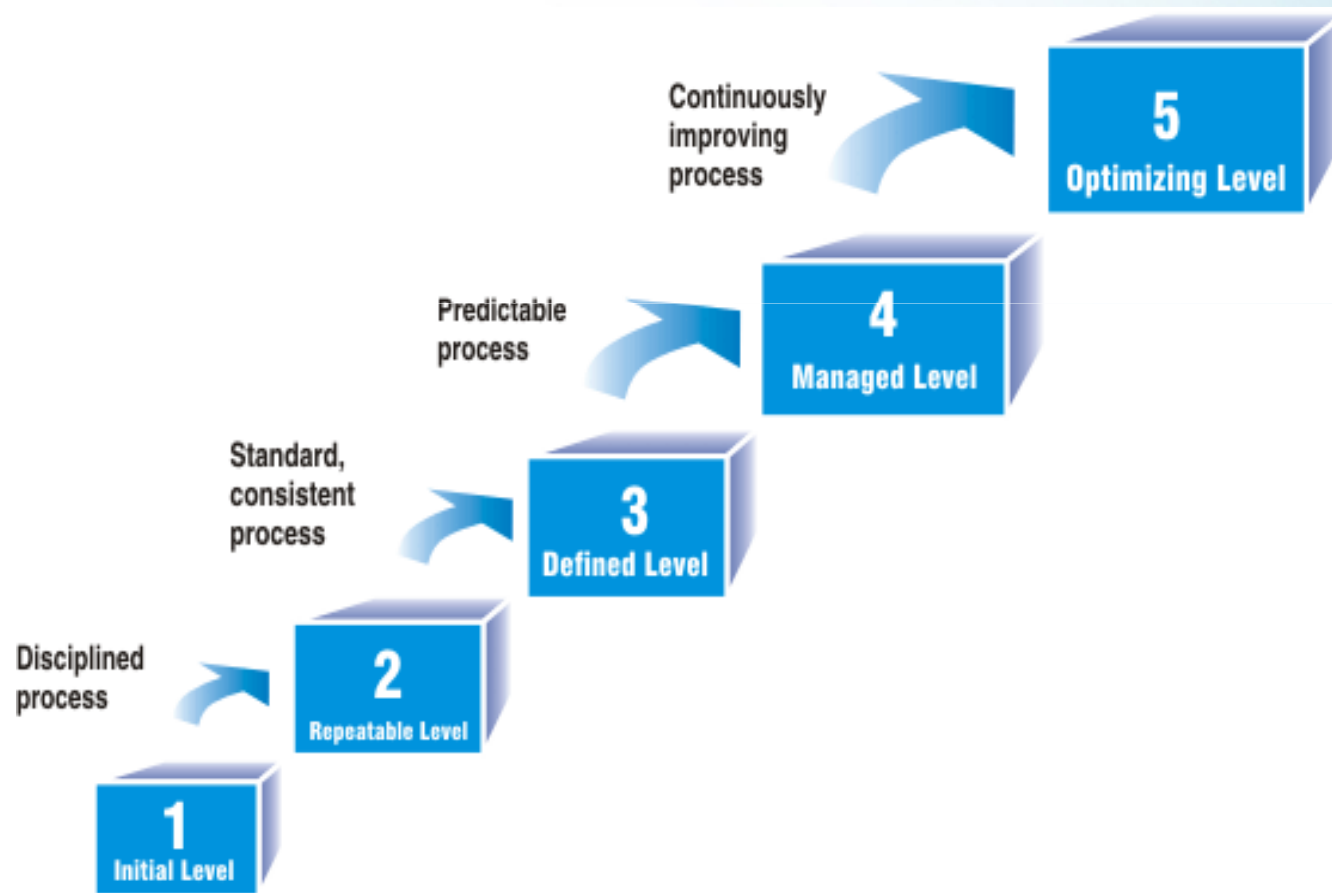 Continuously
improving
process
5
Optimizing Level
Predictable
process
4
Managed Level
Standard,
consistent
process
3
Defined Level
Disciplined
process
2
Repeatable Level
1
Initial Level